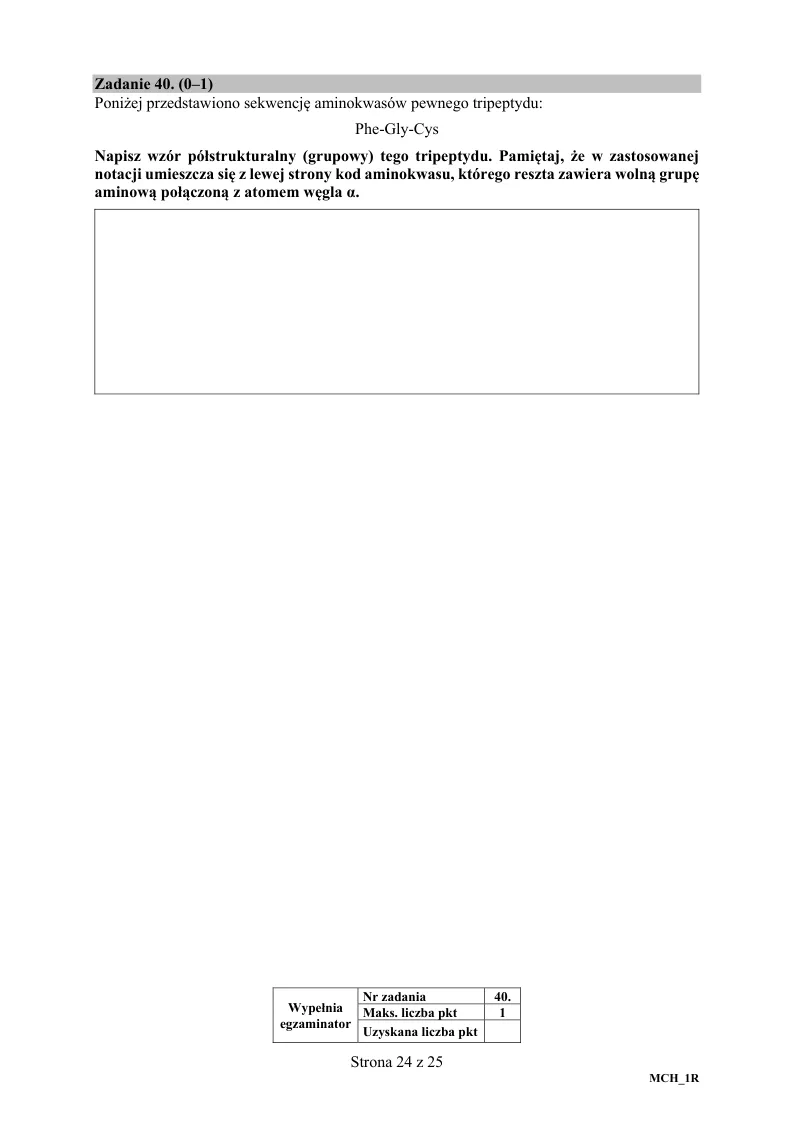 Zadanie 40. (0–1)
Poniżej przedstawiono sekwencję aminokwasów pewnego tripeptydu:
Phe-Gly-Cys
Napisz wzór półstrukturalny (grupowy) tego tripeptydu. Pamiętaj, że w zastosowanej
notacji umieszcza się z lewej strony kod aminokwasu, którego reszta zawiera wolną grupę
aminową połączoną z atomem węgla α.
Wypełnia
egzaminator
Nr zadania 40.
Maks. liczba pkt 1
Uzyskana liczba pkt
Strona 24 z 25
MCH_1R